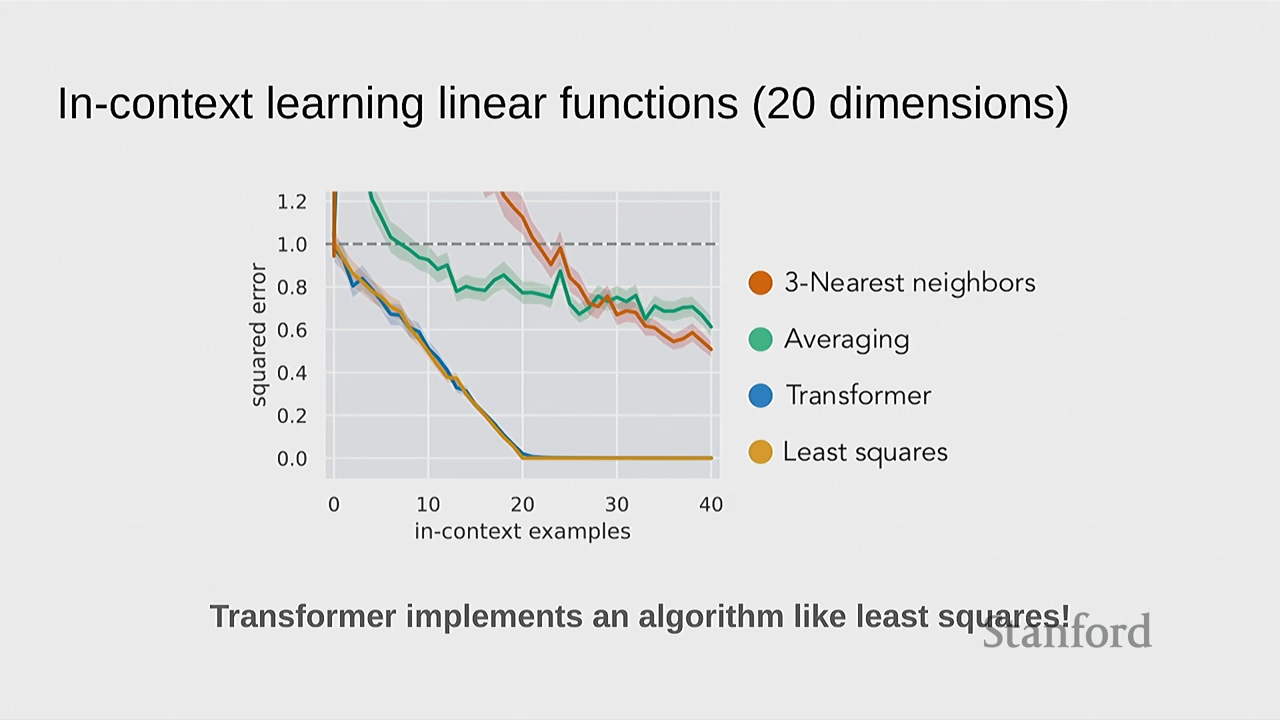 In-context learning linear functions (20 dimensions)
1.2
1.0
0.8
0.6
0.4
0.2
0.0
squared error
0 10 20 30 40
in-context examples
3-Nearest neighbors
Averaging
Transformer
Least squares
Transformer implements an algorithm like least squares!
Stanford